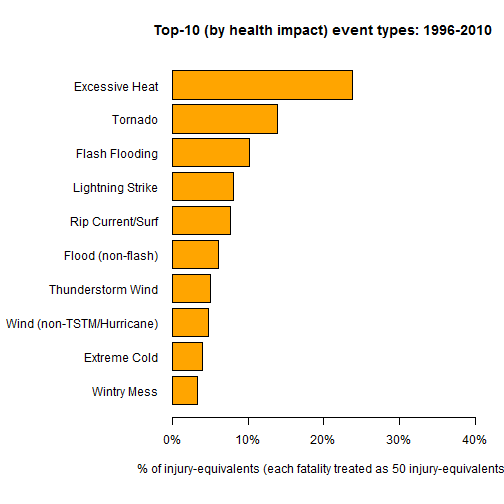 Top-10 (by health impact) event types: 1996-2010
Excessive Heat
Tornado
Flash Flooding
Lightning Strike
Rip Current/Surf
Flood (non-flash)
Thunderstorm Wind
Wind (non-TSTM/Hurricane)
Extreme Cold
Wintry Mess
0% 10% 20% 30% 40%
% of injury-equivalents (each fatality treated as 50 injury-equivalents